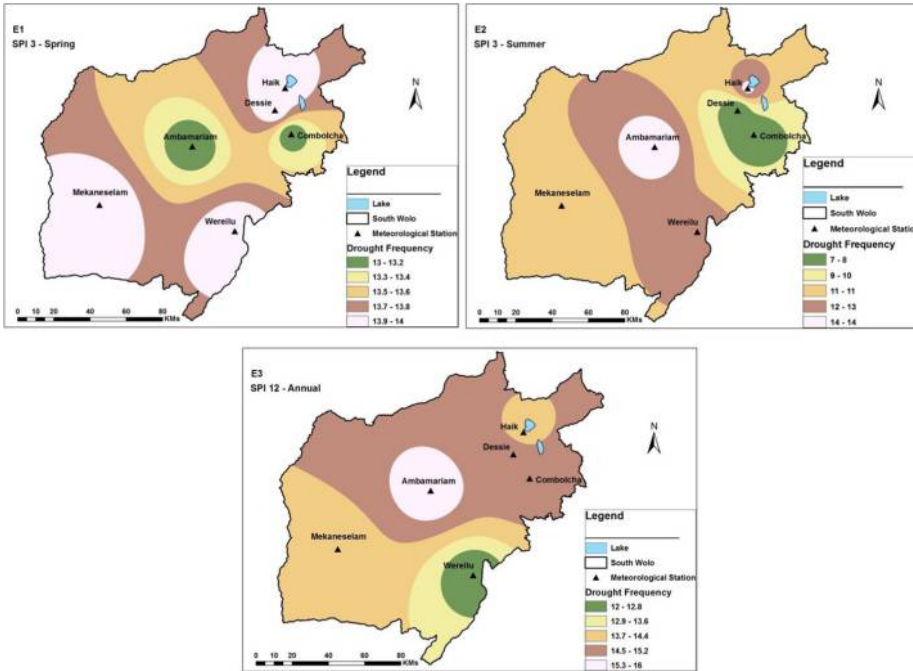 E1
SPI 3 - Spring
N
Haik
Dessie
Ambamariam
Combolcha
Mekaneselam
Wereilu
Legend
Lake
South Wolo
Meteorological Station
Drought Frequency
13 - 13.2
13.3 - 13.4
13.5 - 13.6
13.7 - 13.8
13.9 - 14
0 10 20 40 60 80
KMs
E2
SPI 3 - Summer
N
Haik
Dessie
Combolcha
Ambamariam
Mekaneselam
Wereilu
Legend
Lake
South Wolo
Meteorological Station
Drought Frequency
7 - 8
9 - 10
11 - 11
12 - 13
14 - 14
0 10 20 40 60 80
KMs
E3
SPI 12 - Annual
N
Haik
Dessie
Combolcha
Ambamariam
Mekaneselam
Wereilu
Legend
Lake
South Wolo
Meteorological Station
Drought Frequency
12 - 12.8
12.9 - 13.6
13.7 - 14.4
14.5 - 15.2
15.3 - 16
0 10 20 40 60 80
KMs